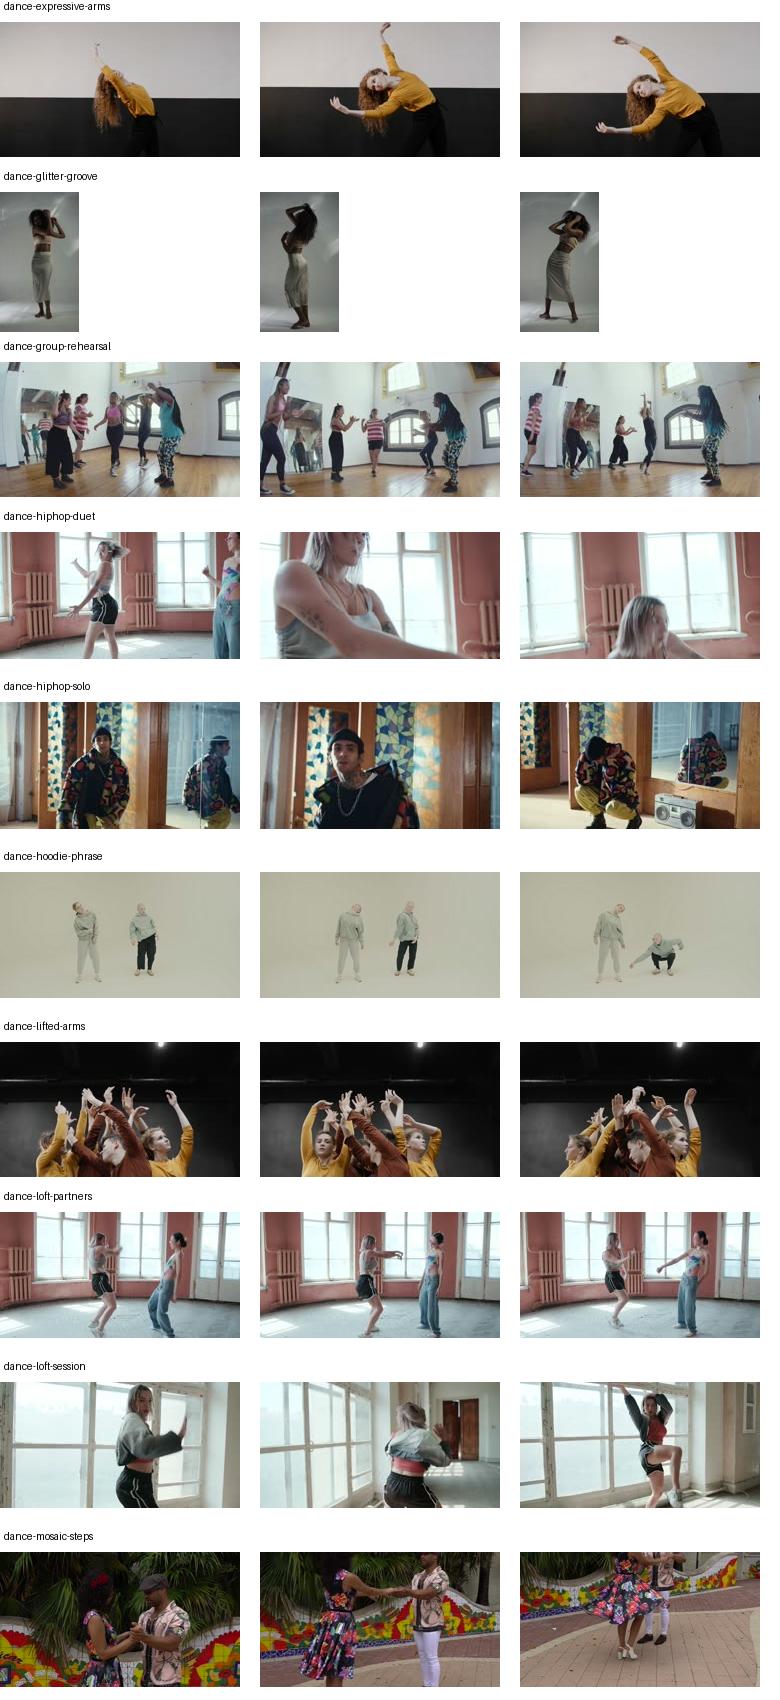 dance-expressive-arms
dance-glitter-groove
dance-group-rehearsal
dance-hiphop-duet
dance-hiphop-solo
dance-hoodie-phrase
dance-lifted-arms
dance-loft-partners
dance-loft-session
dance-mosaic-steps